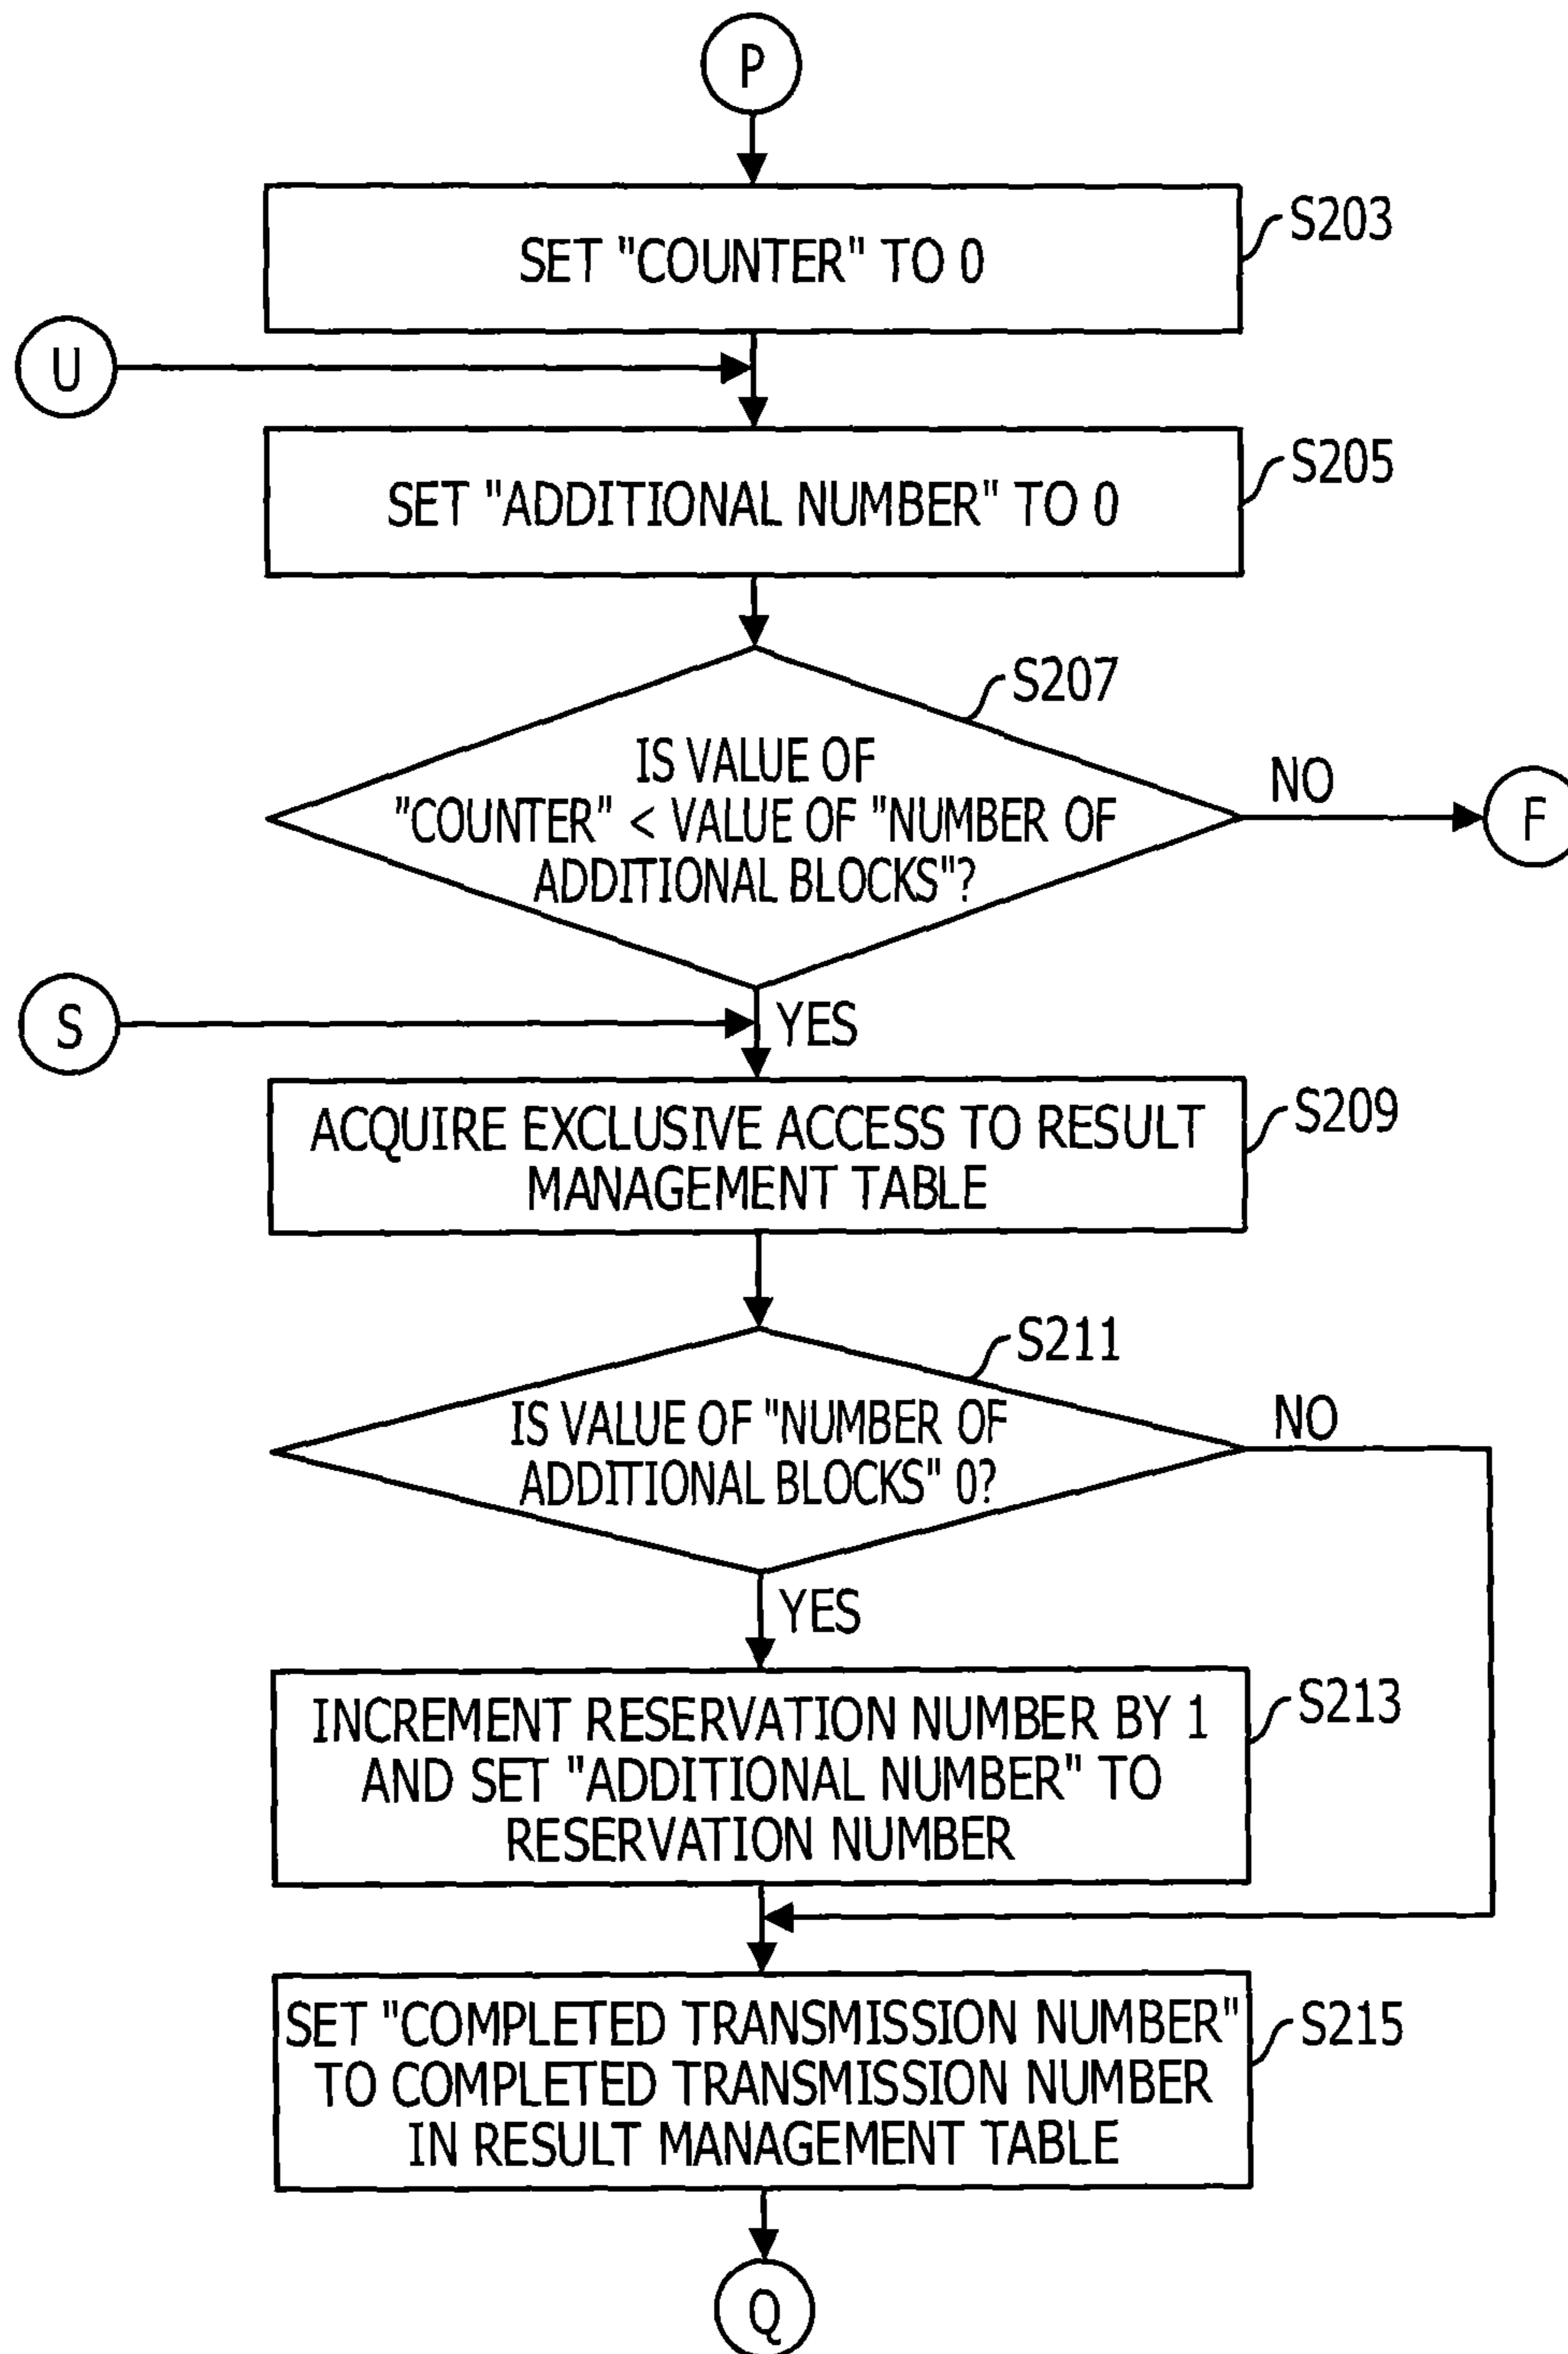 P
S203
SET "COUNTER" TO 0
U
S205
SET "ADDITIONAL NUMBER" TO 0
S207
IS VALUE OF
"COUNTER" < VALUE OF "NUMBER OF
ADDITIONAL BLOCKS"?
NO
F
S
YES
S209
ACQUIRE EXCLUSIVE ACCESS TO RESULT
MANAGEMENT TABLE
S211
IS VALUE OF "NUMBER OF
ADDITIONAL BLOCKS" 0?
NO
YES
S213
INCREMENT RESERVATION NUMBER BY 1
AND SET "ADDITIONAL NUMBER" TO
RESERVATION NUMBER
S215
SET "COMPLETED TRANSMISSION NUMBER"
TO COMPLETED TRANSMISSION NUMBER
IN RESULT MANAGEMENT TABLE
Q